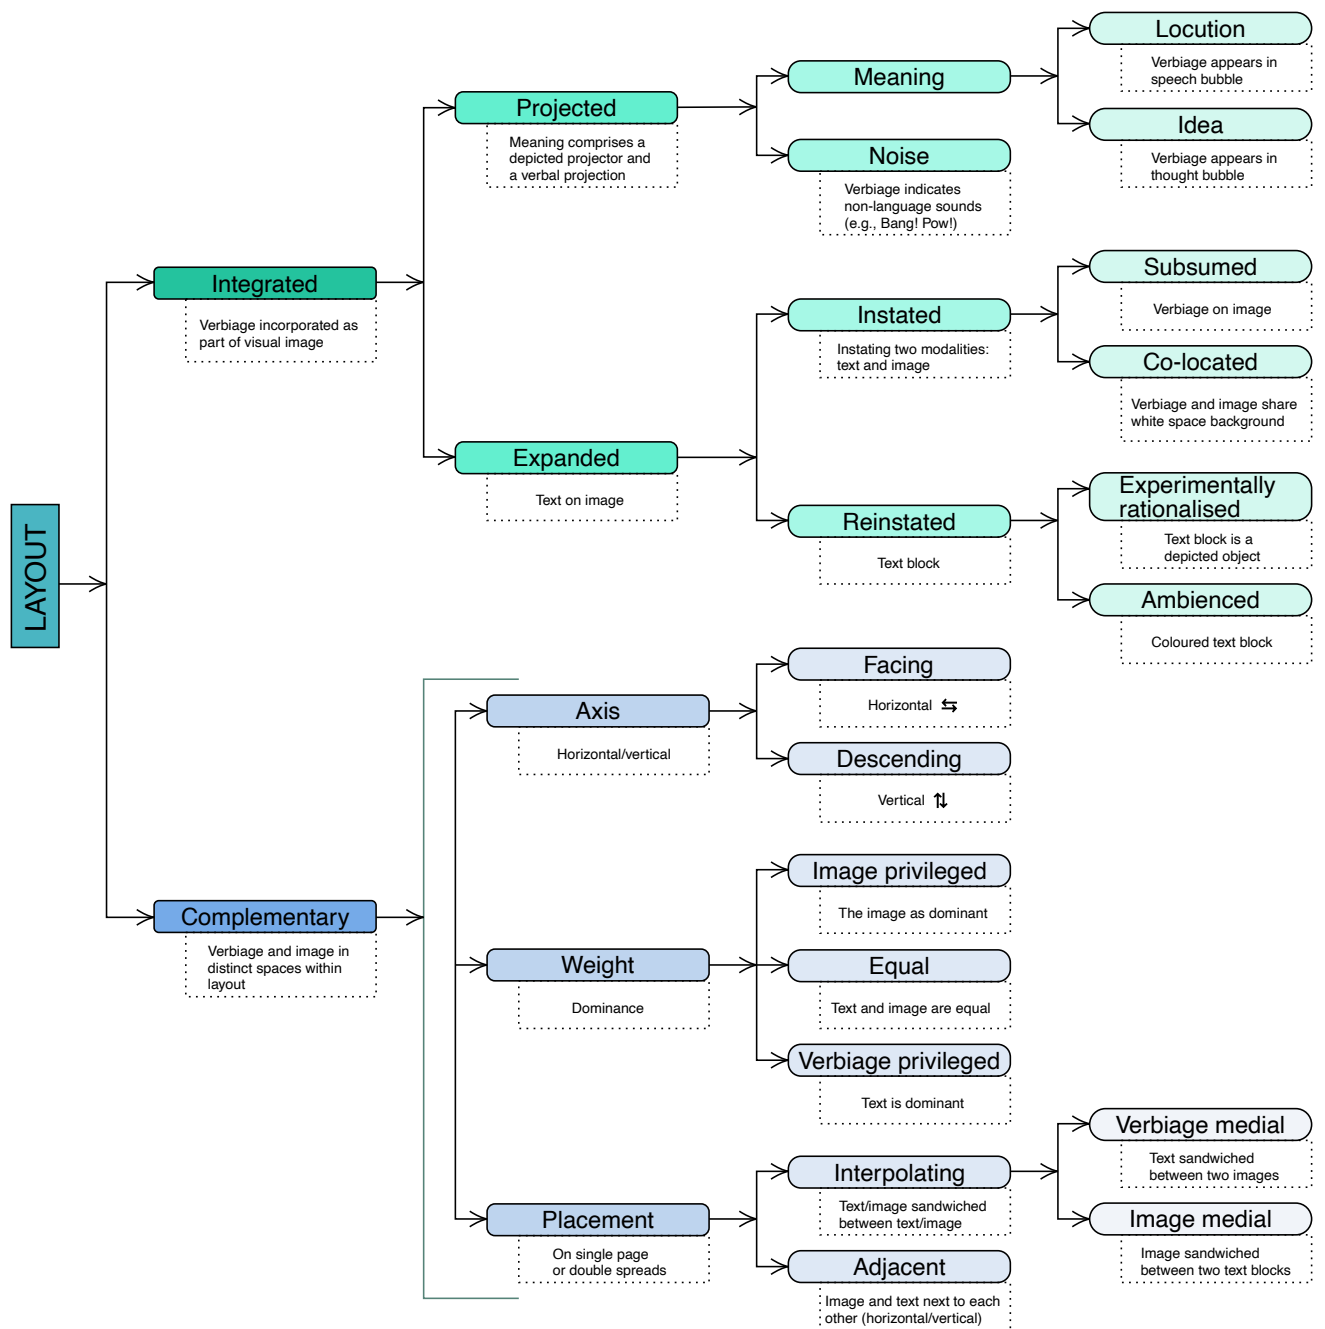 LAYOUT
Integrated
Verbiage incorporated as
part of visual image
Projected
Meaning comprises a
depicted projector and
a verbal projection
Meaning
Locution
Verbiage appears in
speech bubble
Idea
Verbiage appears in
thought bubble
Noise
Verbiage indicates
non-language sounds
(e.g., Bang! Pow!)
Expanded
Text on image
Instated
Instating two modalities:
text and image
Subsumed
Verbiage on image
Co-located
Verbiage and image share
white space background
Reinstated
Text block
Experimentally
rationalised
Text block is a
depicted object
Ambienced
Coloured text block
Complementary
Verbiage and image in
distinct spaces within
layout
Axis
Horizontal/vertical
Facing
Horizontal ⇆
Descending
Vertical ⇅
Weight
Dominance
Image privileged
The image as dominant
Equal
Text and image are equal
Verbiage privileged
Text is dominant
Placement
On single page
or double spreads
Interpolating
Text/image sandwiched
between text/image
Verbiage medial
Text sandwiched
between two images
Image medial
Image sandwiched
between two text blocks
Adjacent
Image and text next to each
other (horizontal/vertical)